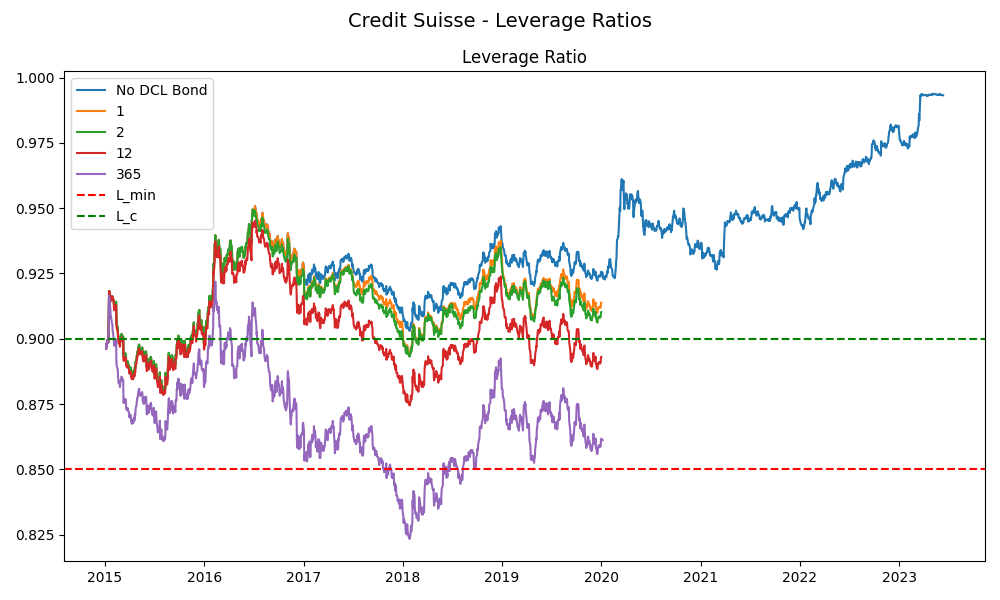 Credit Suisse - Leverage Ratios
Leverage Ratio
1.000
0.975
0.950
0.925
0.900
0.875
0.850
0.825
No DCL Bond
1
2
12
365
L_min
L_c
2015 2016 2017 2018 2019 2020 2021 2022 2023